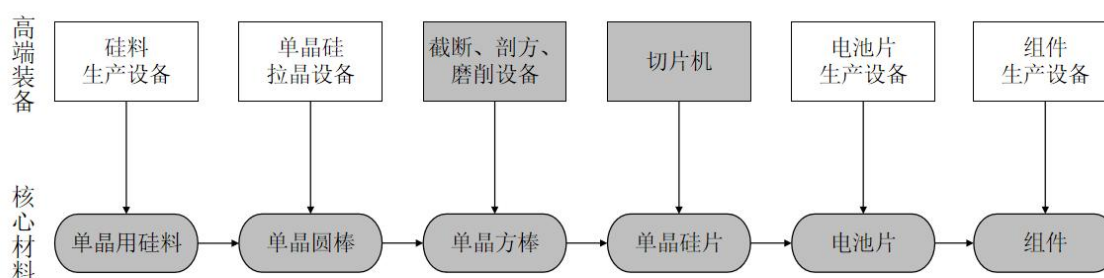 高端装备
硅料
生产设备
单晶硅
拉晶设备
截断、剖方、
磨削设备
切片机
电池片
生产设备
组件
生产设备
核心材料
单晶用硅料
单晶圆棒
单晶方棒
单晶硅片
电池片
组件